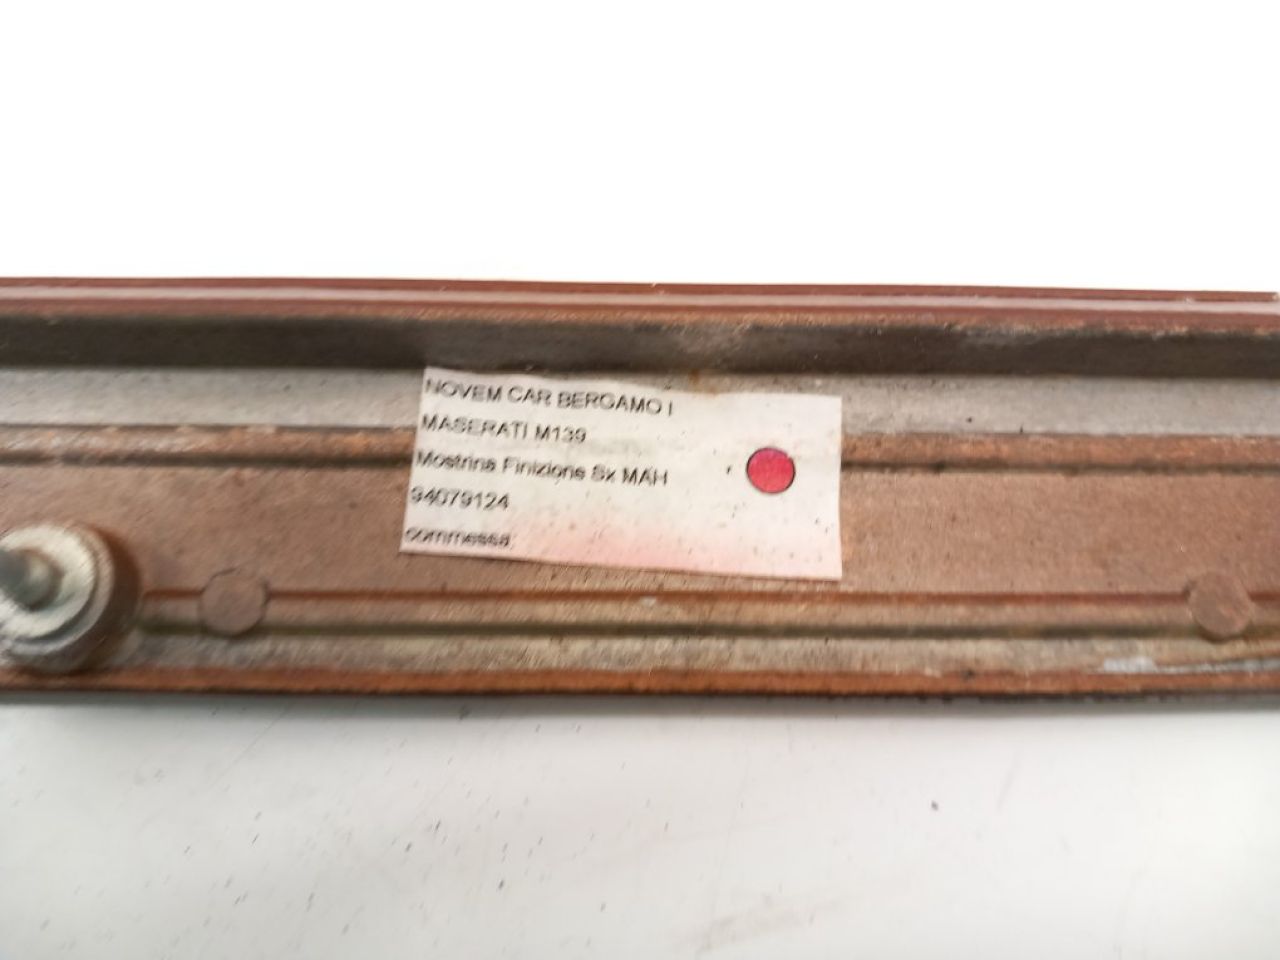 NOVEM CAR BERGAMO I
MASERATI M139
Mostrina Finizione Sx MAH
94079124
commessa: